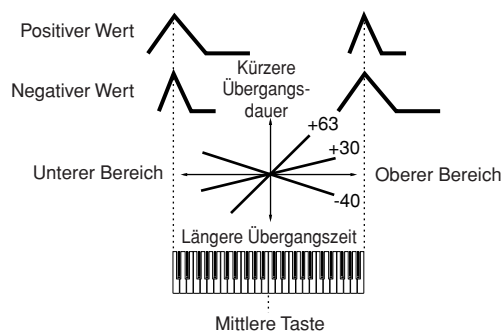 Positiver Wert
Negativer Wert
Kürzere
Übergangs-
dauer
+63
+30
Unterer Bereich
Oberer Bereich
-40
Längere Übergangszeit
Mittlere Taste